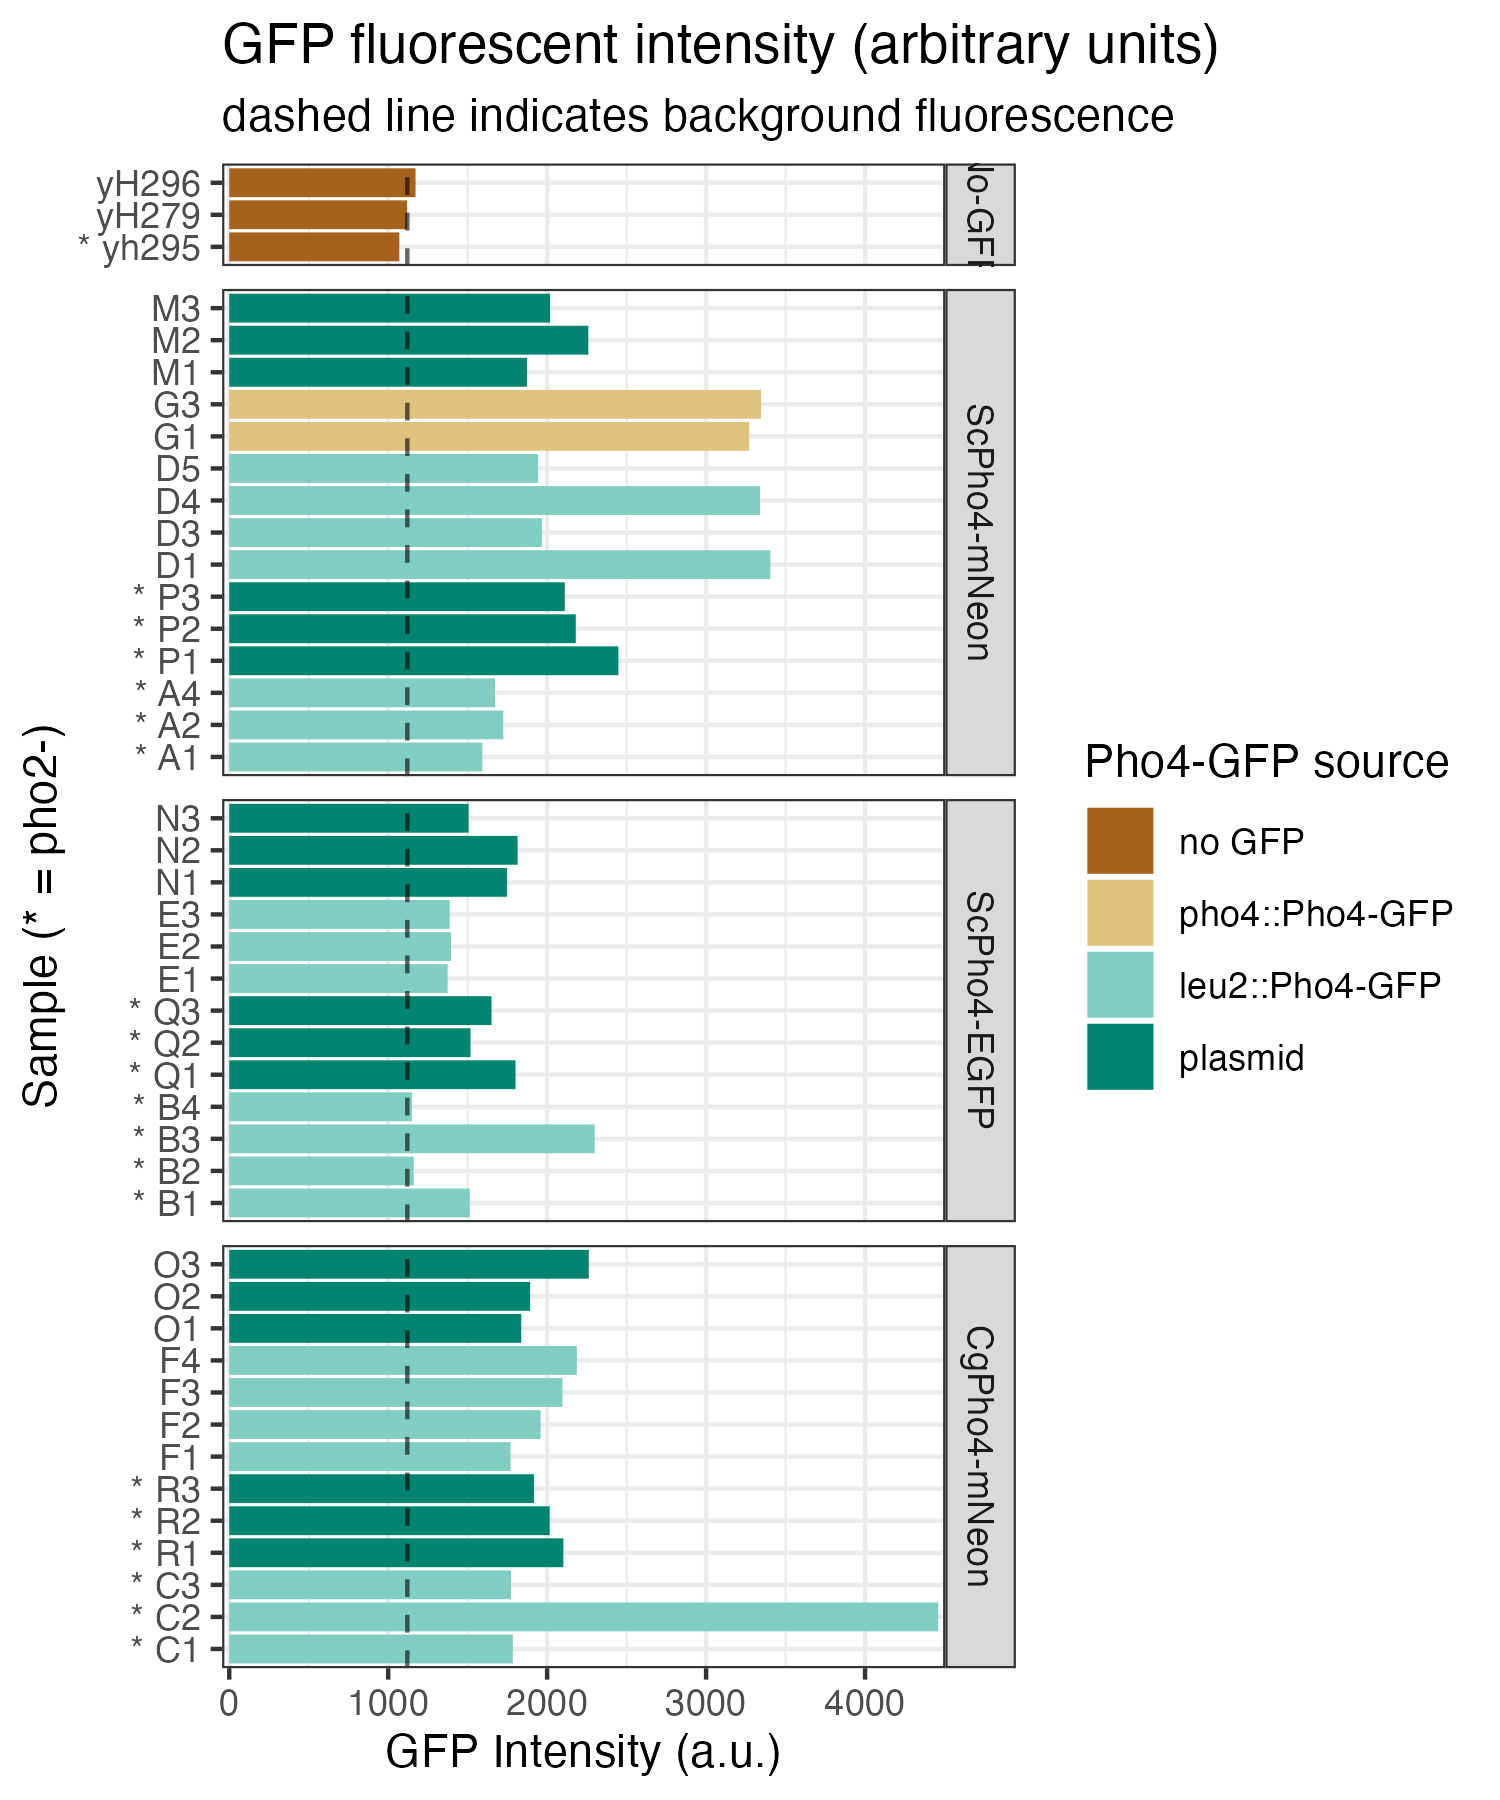 GFP fluorescent intensity (arbitrary units)
dashed line indicates background fluorescence
yH296
yH279
* yh295
No-GFP
M3
M2
M1
G3
G1
D5
D4
D3
D1
* P3
* P2
* P1
* A4
* A2
* A1
ScPho4-mNeon
N3
N2
N1
E3
E2
E1
* Q3
* Q2
* Q1
* B4
* B3
* B2
* B1
ScPho4-EGFP
O3
O2
O1
F4
F3
F2
F1
* R3
* R2
* R1
* C3
* C2
* C1
CgPho4-mNeon
0 1000 2000 3000 4000
GFP Intensity (a.u.)
Sample (* = pho2-)
Pho4-GFP source
no GFP
pho4::Pho4-GFP
leu2::Pho4-GFP
plasmid